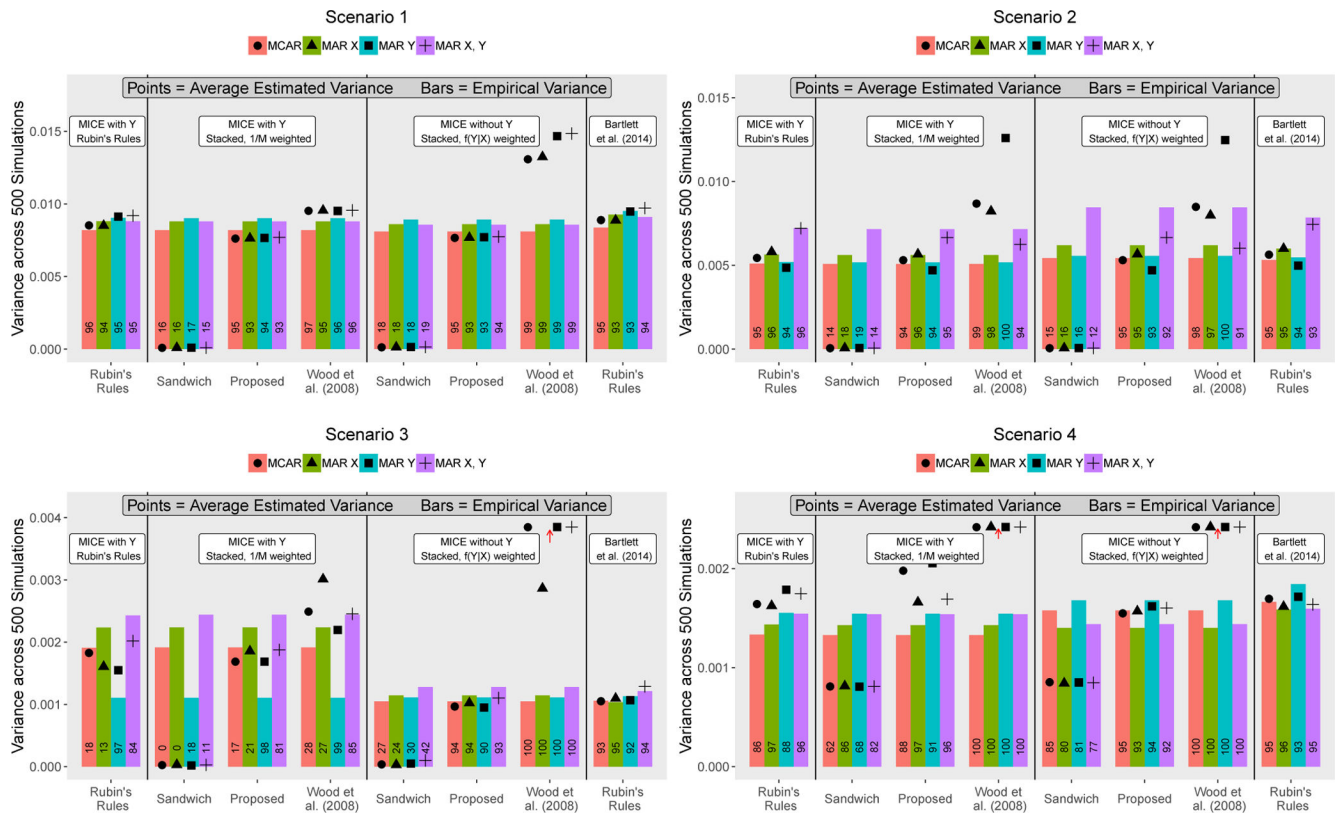 Scenario 1
MCAR MAR X MAR Y MAR X, Y
Points = Average Estimated Variance Bars = Empirical Variance
MICE with Y
Rubin's Rules
MICE with Y
Stacked, 1/M weighted
MICE without Y
Stacked, f(Y|X) weighted
Bartlett
et al. (2014)
Variance across 500 Simulations
0.015
0.010
0.005
0.000
96 94 95 95 16 16 17 15 95 93 94 93 97 95 96 96 18 18 18 19 95 93 93 94 99 99 99 99 95 93 93 94
Rubin's
Rules
Sandwich
Proposed
Wood et
al. (2008)
Sandwich
Proposed
Wood et
al. (2008)
Rubin's
Rules
Scenario 2
MCAR MAR X MAR Y MAR X, Y
Points = Average Estimated Variance Bars = Empirical Variance
MICE with Y
Rubin's Rules
MICE with Y
Stacked, 1/M weighted
MICE without Y
Stacked, f(Y|X) weighted
Bartlett
et al. (2014)
Variance across 500 Simulations
0.015
0.010
0.005
0.000
95 96 94 96 14 18 19 14 94 96 94 95 99 98 100 94 15 16 16 12 95 95 93 92 98 97 100 91 95 95 94 93
Rubin's
Rules
Sandwich
Proposed
Wood et
al. (2008)
Sandwich
Proposed
Wood et
al. (2008)
Rubin's
Rules
Scenario 3
MCAR MAR X MAR Y MAR X, Y
Points = Average Estimated Variance Bars = Empirical Variance
MICE with Y
Rubin's Rules
MICE with Y
Stacked, 1/M weighted
MICE without Y
Stacked, f(Y|X) weighted
Bartlett
et al. (2014)
Variance across 500 Simulations
0.004
0.003
0.002
0.001
0.000
18 13 97 84 0 0 18 11 17 21 98 81 28 27 99 85 27 24 30 42 94 94 90 93 100 100 100 100 93 95 92 94
Rubin's
Rules
Sandwich
Proposed
Wood et
al. (2008)
Sandwich
Proposed
Wood et
al. (2008)
Rubin's
Rules
Scenario 4
MCAR MAR X MAR Y MAR X, Y
Points = Average Estimated Variance Bars = Empirical Variance
MICE with Y
Rubin's Rules
MICE with Y
Stacked, 1/M weighted
MICE without Y
Stacked, f(Y|X) weighted
Bartlett
et al. (2014)
Variance across 500 Simulations
0.002
0.001
0.000
86 97 88 96 62 86 68 82 88 97 91 96 100 100 100 100 85 80 81 77 95 93 94 92 100 100 100 100 95 96 93 95
Rubin's
Rules
Sandwich
Proposed
Wood et
al. (2008)
Sandwich
Proposed
Wood et
al. (2008)
Rubin's
Rules